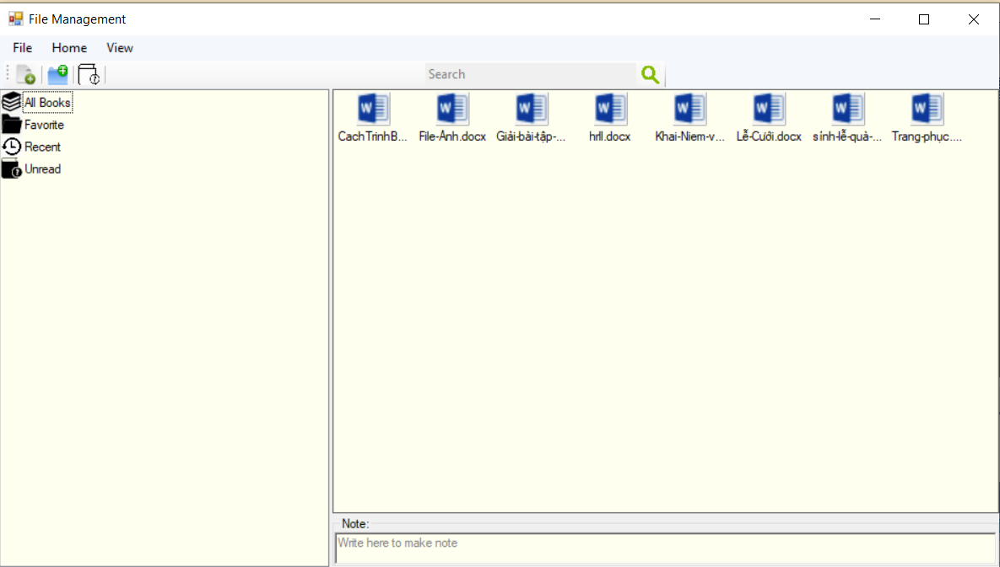 File Management
File Home View
Search
All Books
Favorite
Recent
Unread
CachTrinhB... File-Ảnh.docx Giải-bài-tập-... hrll.docx Khai-Niem-v... Lễ-Cưới.docx sính-lễ-quà-... Trang-phục....
Note:
Write here to make note